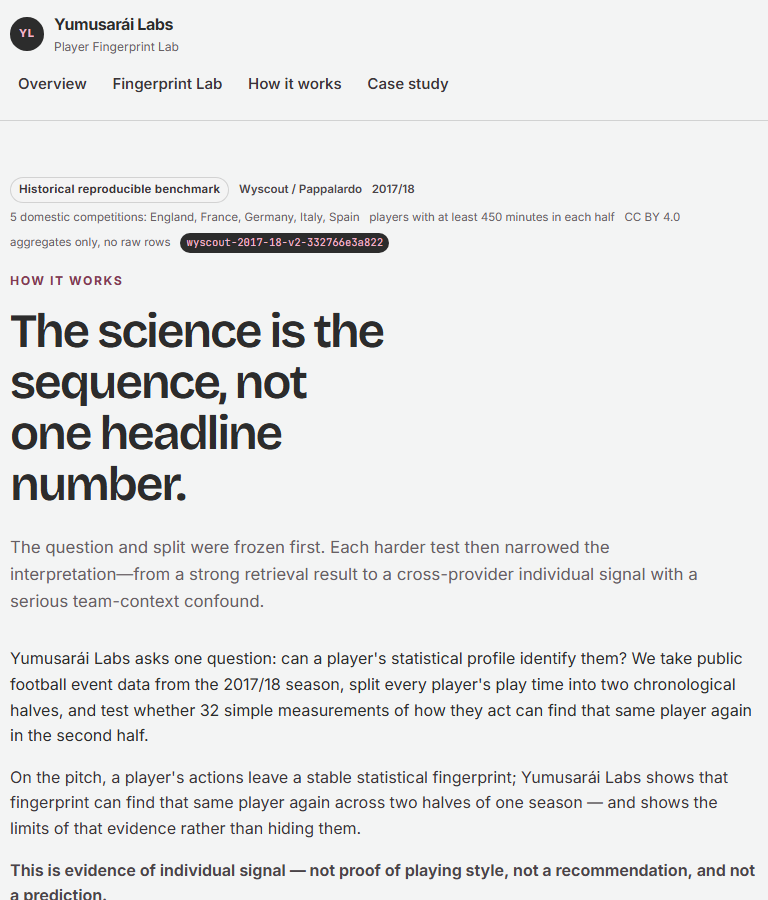 YL
Yumusarái Labs
Player Fingerprint Lab
Overview Fingerprint Lab How it works Case study
Historical reproducible benchmark Wyscout / Pappalardo 2017/18
5 domestic competitions: England, France, Germany, Italy, Spain players with at least 450 minutes in each half CC BY 4.0
aggregates only, no raw rows wyscout-2017-18-v2-332766e3a822
HOW IT WORKS
The science is the
sequence, not
one headline
number.
The question and split were frozen first. Each harder test then narrowed the
interpretation—from a strong retrieval result to a cross-provider individual signal with a
serious team-context confound.
Yumusarái Labs asks one question: can a player's statistical profile identify them? We take public
football event data from the 2017/18 season, split every player's play time into two chronological
halves, and test whether 32 simple measurements of how they act can find that same player again
in the second half.
On the pitch, a player's actions leave a stable statistical fingerprint; Yumusarái Labs shows that
fingerprint can find that same player again across two halves of one season — and shows the
limits of that evidence rather than hiding them.
This is evidence of individual signal — not proof of playing style, not a recommendation, and not
a prediction.